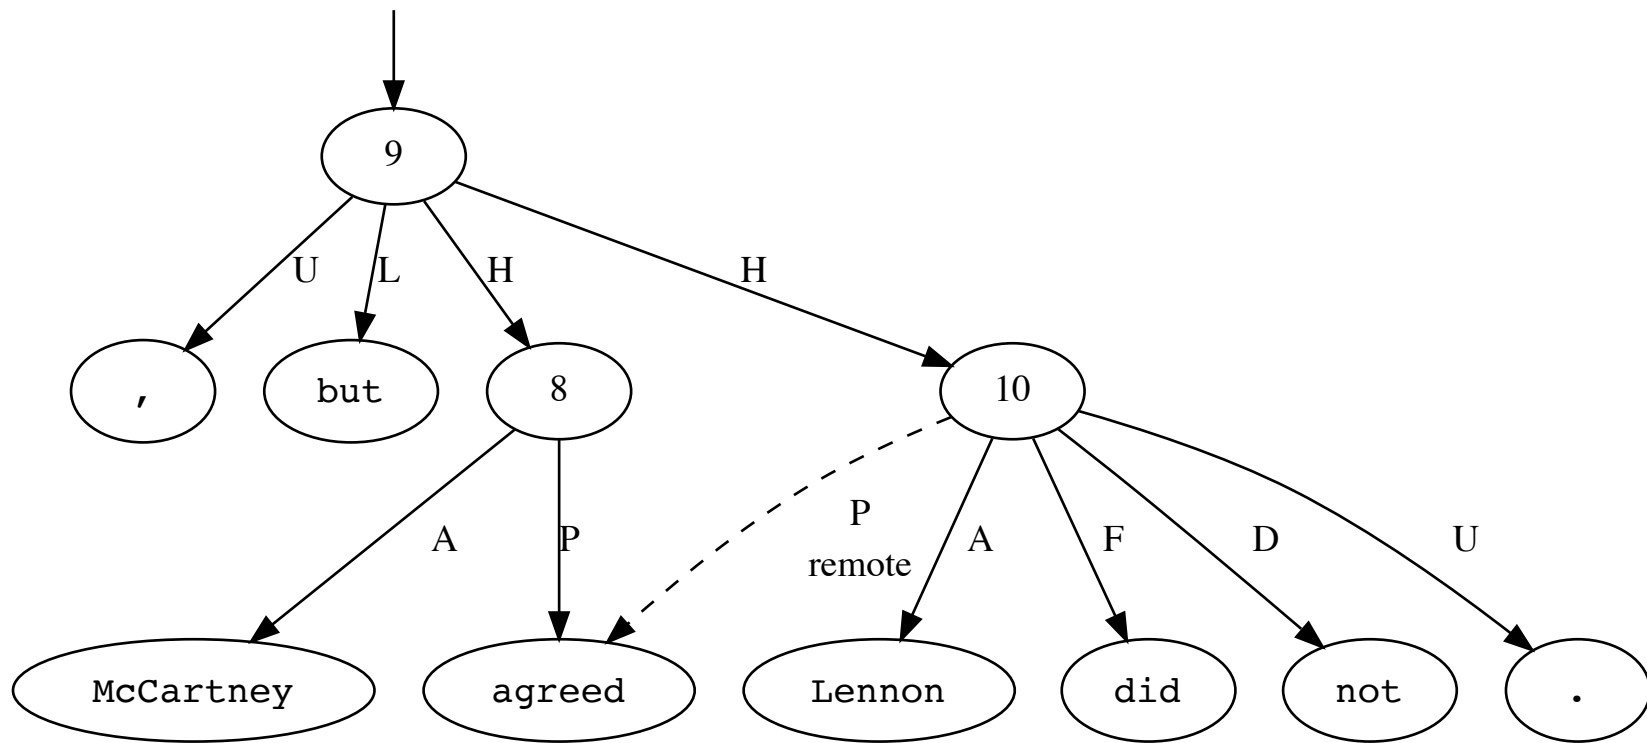 9
U L H H
, but 8 10
A P P remote A F D U
McCartney agreed Lennon did not .